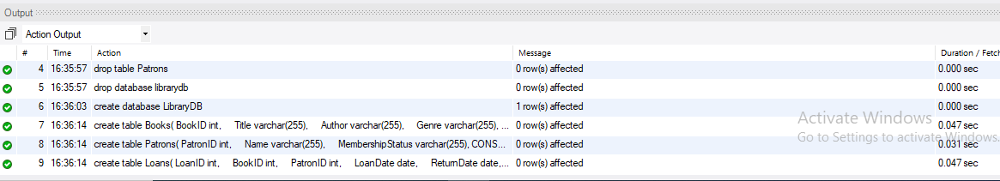 Output
Action Output
# Time Action Message Duration / Fetch
4 16:35:57 drop table Patrons 0 row(s) affected 0.000 sec
5 16:35:57 drop database librarydb 0 row(s) affected 0.000 sec
6 16:36:03 create database LibraryDB 1 row(s) affected 0.000 sec
7 16:36:14 create table Books( BookID int, Title varchar(255), Author varchar(255), Genre varchar(255), ... 0 row(s) affected 0.047 sec
8 16:36:14 create table Patrons( PatronID int, Name varchar(255), MembershipStatus varchar(255), CONS... 0 row(s) affected 0.031 sec
9 16:36:14 create table Loans( LoanID int, BookID int, PatronID int, LoanDate date, ReturnDate date,... 0 row(s) affected 0.047 sec
Activate Windows
Go to Settings to activate Windows.